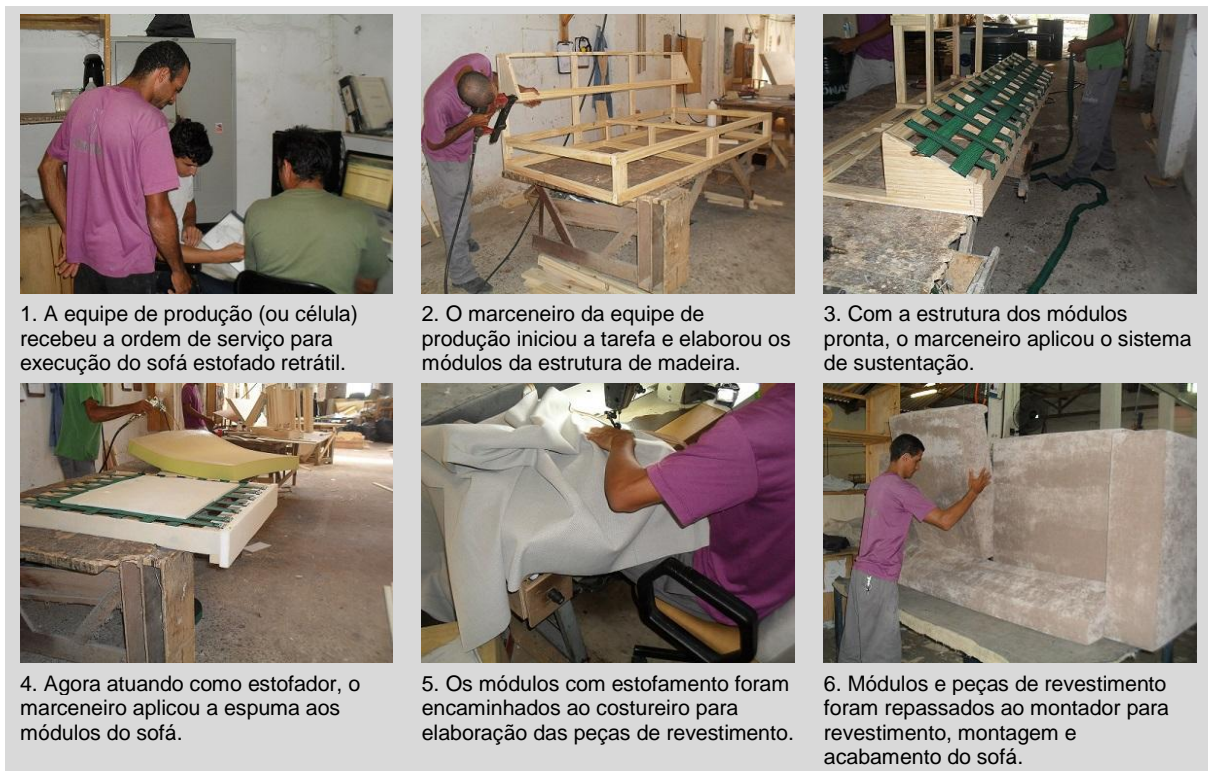 1. A equipe de produção (ou célula)
recebeu a ordem de serviço para
execução do sofá estofado retrátil.
2. O marceneiro da equipe de
produção iniciou a tarefa e elaborou os
módulos da estrutura de madeira.
3. Com a estrutura dos módulos
pronta, o marceneiro aplicou o sistema
de sustentação.
4. Agora atuando como estofador, o
marceneiro aplicou a espuma aos
módulos do sofá.
5. Os módulos com estofamento foram
encaminhados ao costureiro para
elaboração das peças de revestimento.
6. Módulos e peças de revestimento
foram repassados ao montador para
revestimento, montagem e
acabamento do sofá.